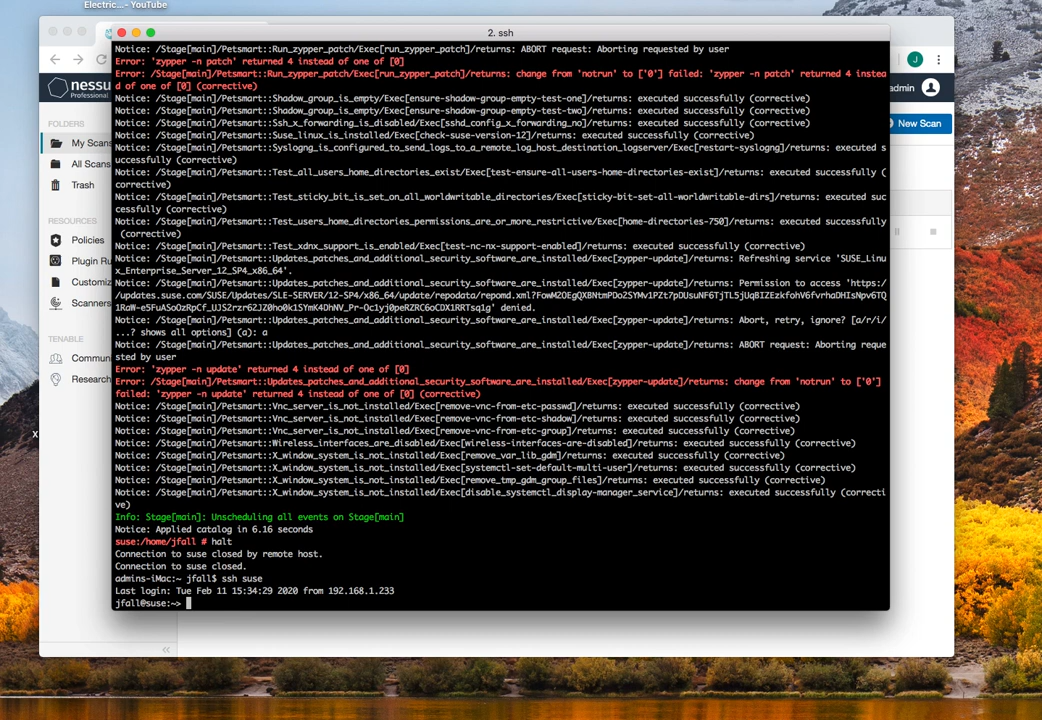 Electric...- YouTube
2. ssh
Notice: /Stage[main]/Petsmart::Run_zypper_patch/Exec[run_zypper_patch]/returns: ABORT request: Aborting requested by user
Error: 'zypper -n patch' returned 4 instead of one of [0]
Error: /Stage[main]/Petsmart::Run_zypper_patch/Exec[run_zypper_patch]/returns: change from 'notrun' to ['0'] failed: 'zypper -n patch' returned 4 instea
d of one of [0] (corrective)
Notice: /Stage[main]/Petsmart::Shadow_group_is_empty/Exec[ensure-shadow-group-empty-test-one]/returns: executed successfully (corrective)
Notice: /Stage[main]/Petsmart::Shadow_group_is_empty/Exec[ensure-shadow-group-empty-test-two]/returns: executed successfully (corrective)
Notice: /Stage[main]/Petsmart::Ssh_x_forwarding_is_disabled/Exec[sshd_config_x_forwarding_no]/returns: executed successfully (corrective)
Notice: /Stage[main]/Petsmart::Suse_linux_is_installed/Exec[check-suse-version-12]/returns: executed successfully (corrective)
Notice: /Stage[main]/Petsmart::Syslogng_is_configured_to_send_logs_to_a_remote_log_host_destination_logserver/Exec[restart-syslogng]/returns: executed s
uccessfully (corrective)
Notice: /Stage[main]/Petsmart::Test_all_users_home_directories_exist/Exec[test-ensure-all-users-home-directories-exist]/returns: executed successfully (
corrective)
Notice: /Stage[main]/Petsmart::Test_sticky_bit_is_set_on_all_worldwritable_directories/Exec[sticky-bit-set-all-worldwritable-dirs]/returns: executed suc
cessfully (corrective)
Notice: /Stage[main]/Petsmart::Test_users_home_directories_permissions_are_or_more_restrictive/Exec[home-directories-750]/returns: executed successfully
(corrective)
Notice: /Stage[main]/Petsmart::Test_xdnx_support_is_enabled/Exec[test-nc-nx-support-enabled]/returns: executed successfully (corrective)
Notice: /Stage[main]/Petsmart::Updates_patches_and_additional_security_software_are_installed/Exec[zypper-update]/returns: Refreshing service 'SUSE_Linu
x_Enterprise_Server_12_SP4_x86_64'.
Notice: /Stage[main]/Petsmart::Updates_patches_and_additional_security_software_are_installed/Exec[zypper-update]/returns: Permission to access 'https:/
/updates.suse.com/SUSE/Updates/SLE-SERVER/12-SP4/x86_64/update/repodata/repomd.xml?
denied.
Notice: /Stage[main]/Petsmart::Updates_patches_and_additional_security_software_are_installed/Exec[zypper-update]/returns: Abort, retry, ignore? [a/r/i/
...? shows all options] (a): a
Notice: /Stage[main]/Petsmart::Updates_patches_and_additional_security_software_are_installed/Exec[zypper-update]/returns: ABORT request: Aborting reque
sted by user
Error: 'zypper -n update' returned 4 instead of one of [0]
Error: /Stage[main]/Petsmart::Updates_patches_and_additional_security_software_are_installed/Exec[zypper-update]/returns: change from 'notrun' to ['0']
failed: 'zypper -n update' returned 4 instead of one of [0] (corrective)
Notice: /Stage[main]/Petsmart::Vnc_server_is_not_installed/Exec[remove-vnc-from-etc-passwd]/returns: executed successfully (corrective)
Notice: /Stage[main]/Petsmart::Vnc_server_is_not_installed/Exec[remove-vnc-from-etc-shadow]/returns: executed successfully (corrective)
Notice: /Stage[main]/Petsmart::Vnc_server_is_not_installed/Exec[remove-vnc-from-etc-group]/returns: executed successfully (corrective)
Notice: /Stage[main]/Petsmart::Wireless_interfaces_are_disabled/Exec[wireless-interfaces-are-disabled]/returns: executed successfully (corrective)
Notice: /Stage[main]/Petsmart::X_window_system_is_not_installed/Exec[remove_var_lib_gdm]/returns: executed successfully (corrective)
Notice: /Stage[main]/Petsmart::X_window_system_is_not_installed/Exec[systemctl-set-default-multi-user]/returns: executed successfully (corrective)
Notice: /Stage[main]/Petsmart::X_window_system_is_not_installed/Exec[remove_tmp_gdm_group_files]/returns: executed successfully (corrective)
Notice: /Stage[main]/Petsmart::X_window_system_is_not_installed/Exec[disable_systemctl_display-manager_service]/returns: executed successfully (correcti
ve)
Info: Stage[main]: Unscheduling all events on Stage[main]
Notice: Applied catalog in 6.16 seconds
suse:/home/jfall # halt
Connection to suse closed by remote host.
Connection to suse closed.
admins-iMac:~ jfall$ ssh suse
Last login: Tue Feb 11 15:34:29 2020 from 192.168.1.233
jfall@suse:~>
nessu
Professional
FOLDERS
My Scans
All Scans
Trash
RESOURCES
Policies
Plugin Ru
Customiz
Scanners
TENABLE
Commun
Research
J
dmin
New Scan
X